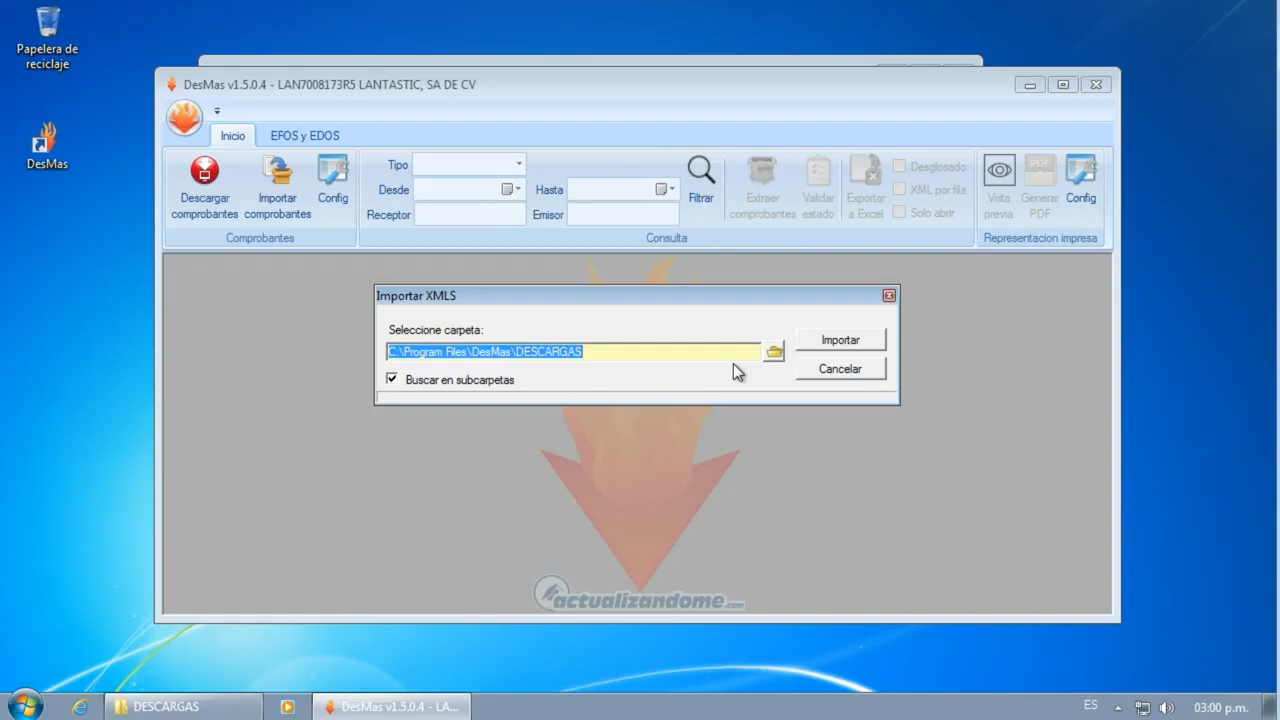 Papelera de
reciclaje
DesMas
DesMas v1.5.0.4 - LAN7008173R5 LANTASTIC, SA DE CV
Inicio
EFOS y EDOS
Descargar
comprobantes
Importar
comprobantes
Config
Comprobantes
Tipo
Desde
Hasta
Receptor
Emisor
Filtrar
Extraer
comprobantes
Validar
estado
Exportar
a Excel
Desglosado
XML por fila
Solo abrir
Consulta
Vista
previa
PDF
Generar
PDF
Config
Representacion impresa
Importar XMLS
Seleccione carpeta:
C:\Program Files\DesMas\DESCARGAS
Importar
Cancelar
Buscar en subcarpetas
actualizandome.com
DESCARGAS
DesMas v1.5.0.4 - LA...
ES
03:00 p.m.